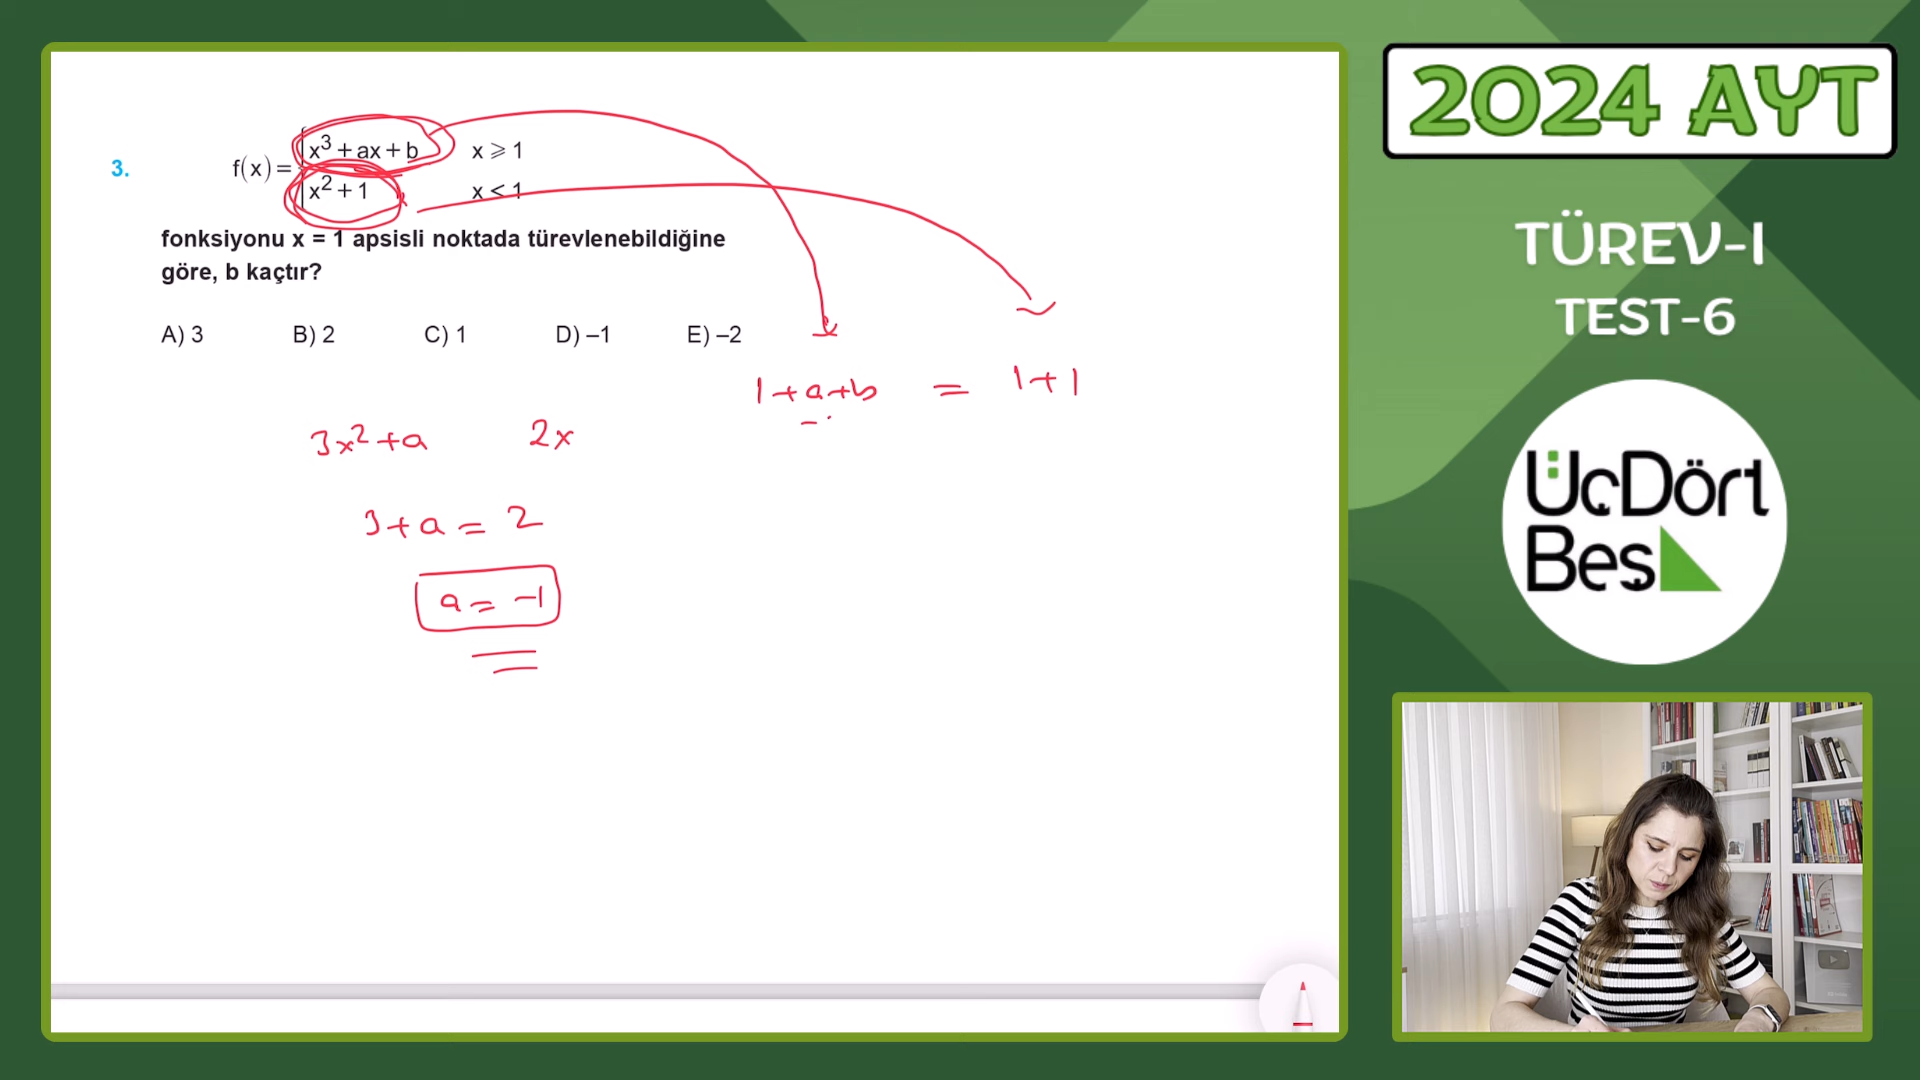 3. f(x) = x³ + ax + b x ⩾ 1
x² + 1 x < 1
fonksiyonu x = 1 apsisli noktada türevlenebildiğine
göre, b kaçtır?
A) 3 B) 2 C) 1 D) –1 E) –2
1 + a + b = 1 + 1
3x² + a 2x
3 + a = 2
a = -1
2024 AYT
TÜREV-I
TEST-6
ÜçDört
Beş